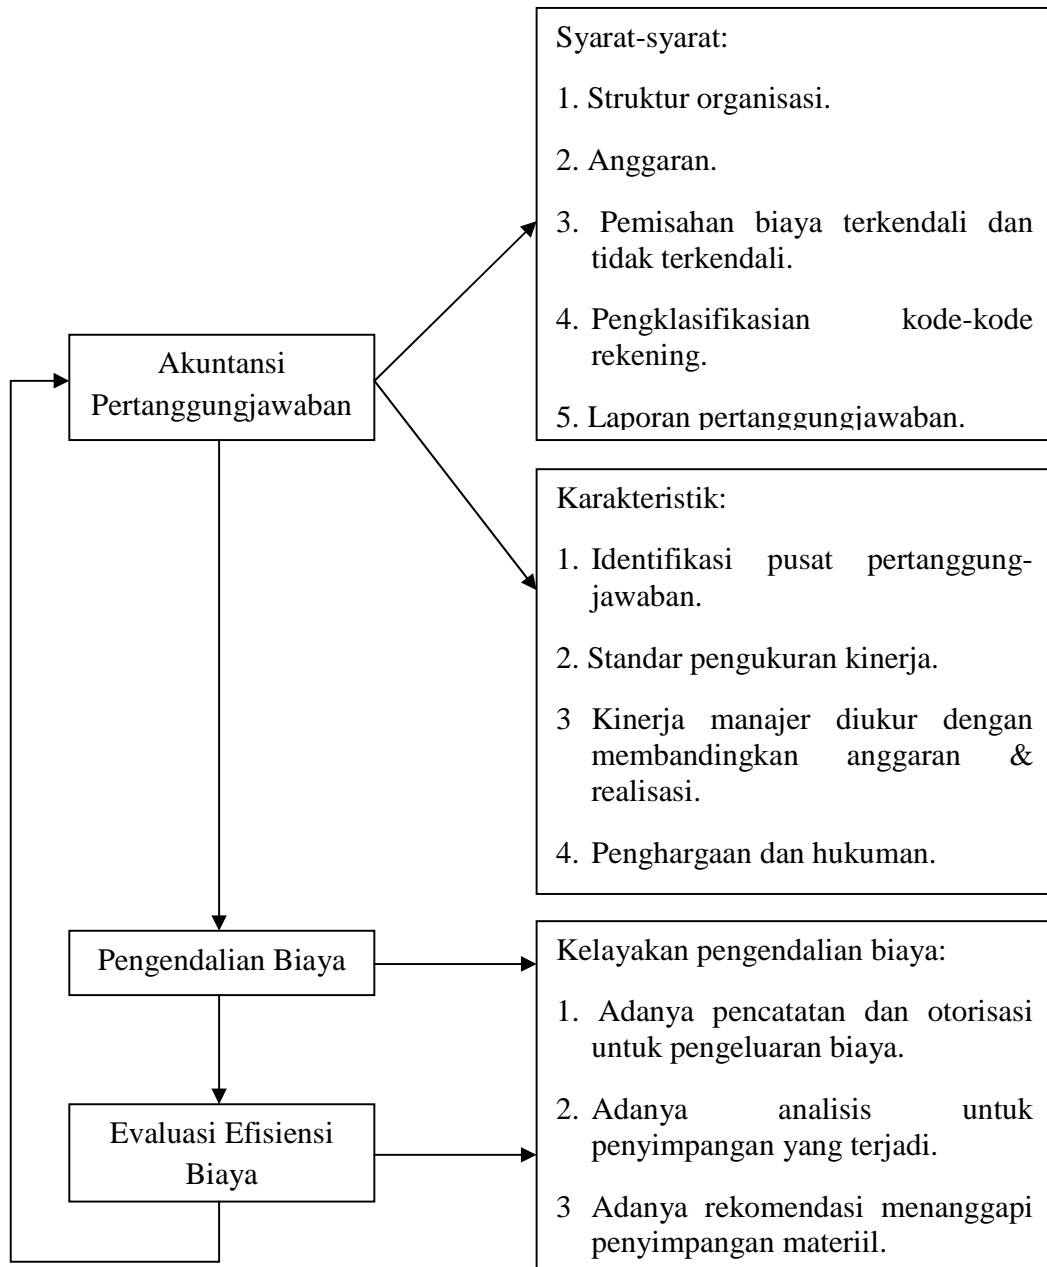 Syarat-syarat:
1. Struktur organisasi.
2. Anggaran.
3. Pemisahan biaya terkendali dan
tidak terkendali.
4. Pengklasifikasian kode-kode
rekening.
5. Laporan pertanggungjawaban.
Akuntansi
Pertanggungjawaban
Karakteristik:
1. Identifikasi pusat pertanggung-
jawaban.
2. Standar pengukuran kinerja.
3 Kinerja manajer diukur dengan
membandingkan anggaran &
realisasi.
4. Penghargaan dan hukuman.
Pengendalian Biaya
Kelayakan pengendalian biaya:
1. Adanya pencatatan dan otorisasi
untuk pengeluaran biaya.
2. Adanya analisis untuk
penyimpangan yang terjadi.
3 Adanya rekomendasi menanggapi
penyimpangan materiil.
Evaluasi Efisiensi
Biaya